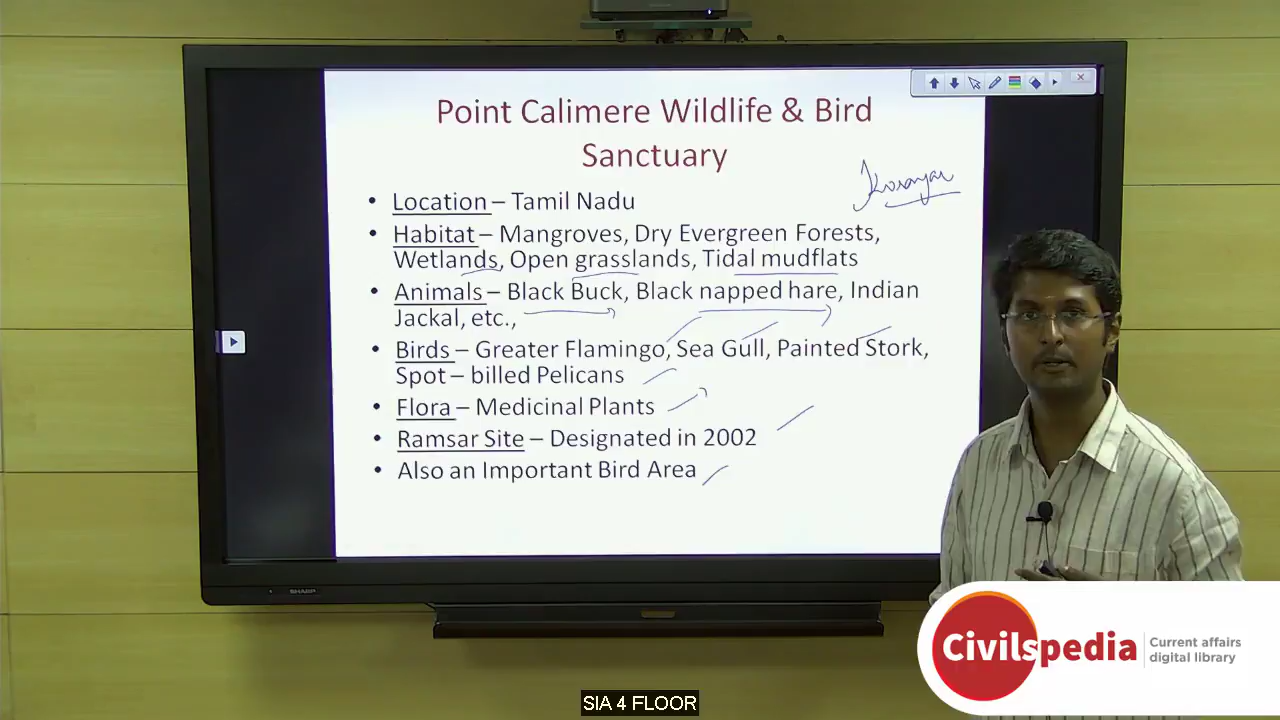 Point Calimere Wildlife & Bird
Sanctuary
• Location – Tamil Nadu
• Habitat – Mangroves, Dry Evergreen Forests,
Wetlands, Open grasslands, Tidal mudflats
• Animals – Black Buck, Black napped hare, Indian
Jackal, etc.,
• Birds – Greater Flamingo, Sea Gull, Painted Stork,
Spot – billed Pelicans
• Flora – Medicinal Plants
• Ramsar Site – Designated in 2002
• Also an Important Bird Area
SHARP
Civilspedia
Current affairs
digital library
SIA 4 FLOOR